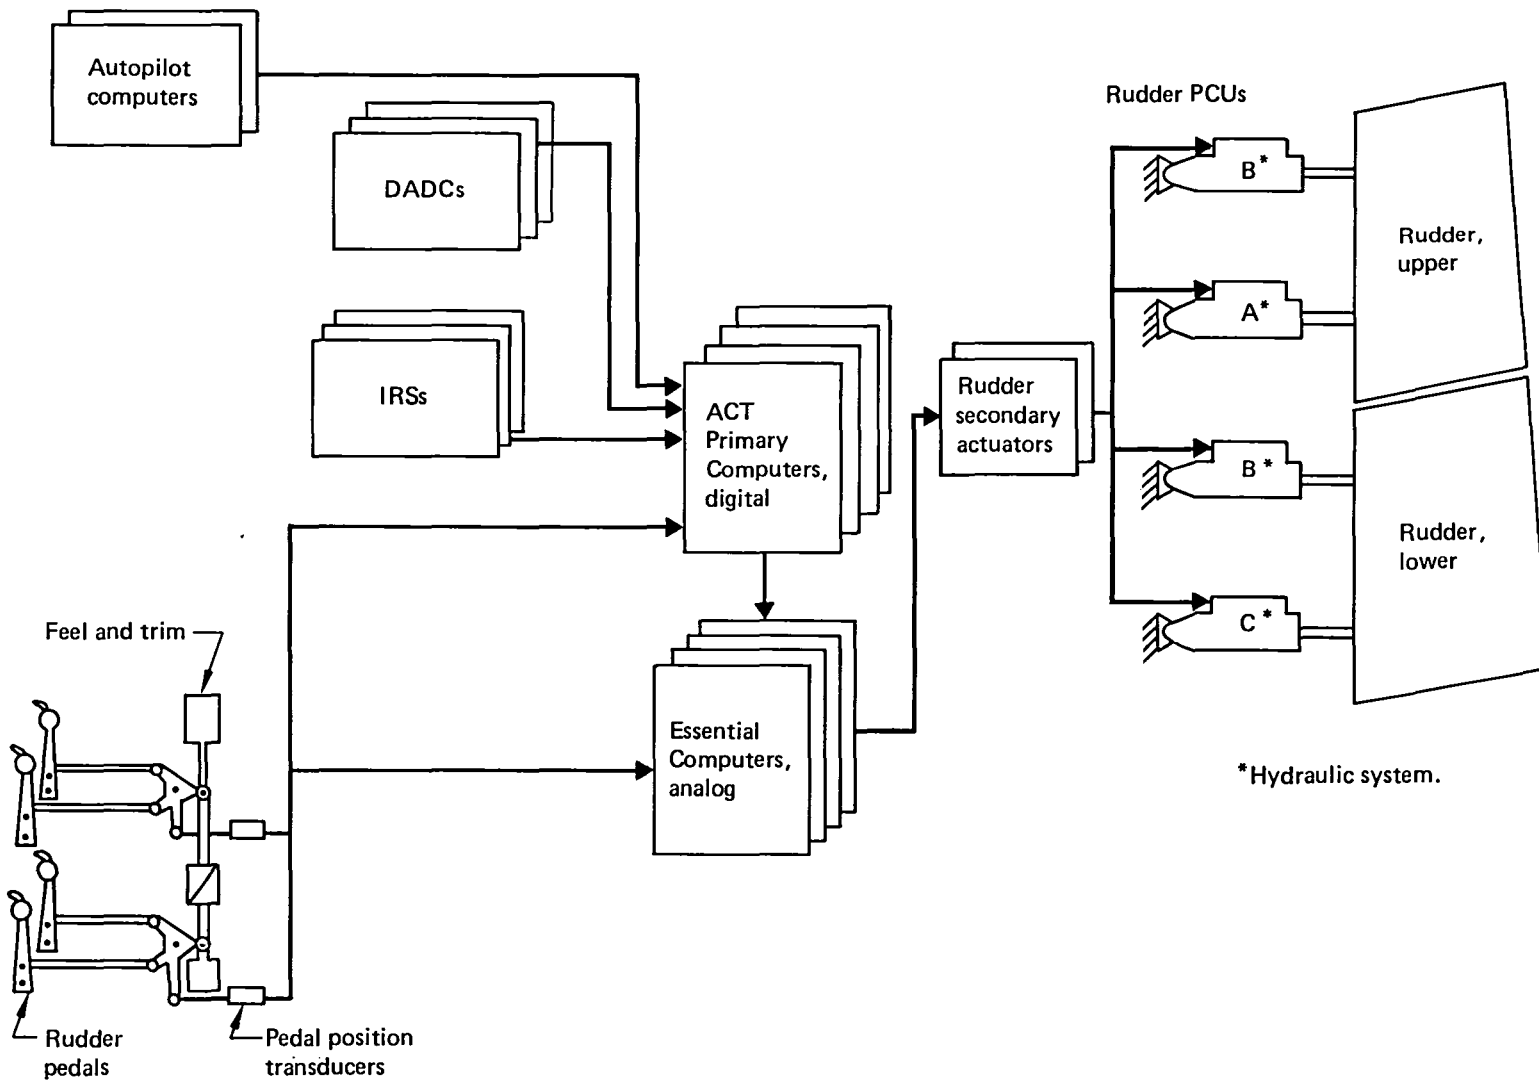 Autopilot
computers
DADCs
IRSs
ACT
Primary
Computers,
digital
Essential
Computers,
analog
Rudder
secondary
actuators
Rudder PCUs
B*
A*
B*
C*
Rudder,
upper
Rudder,
lower
*Hydraulic system.
Feel and trim
Rudder
pedals
Pedal position
transducers